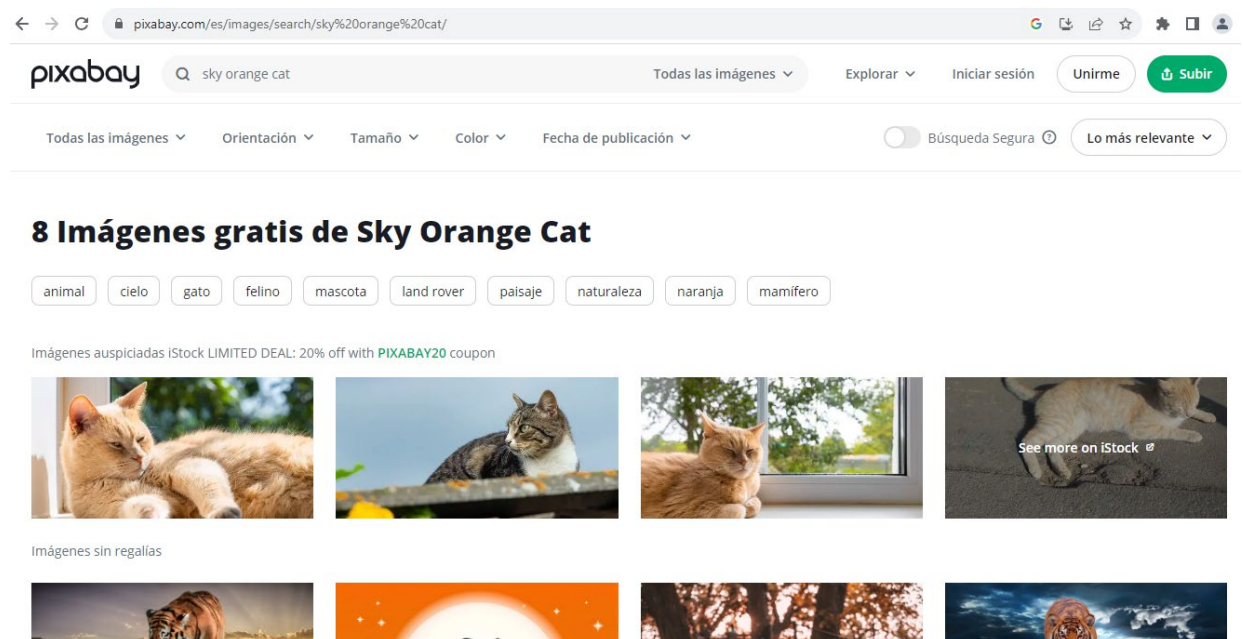 pixabay.com/es/images/search/sky%20orange%20cat/
pixabay sky orange cat Todas las imágenes Explorar Iniciar sesión Unirme Subir
Todas las imágenes Orientación Tamaño Color Fecha de publicación Búsqueda Segura Lo más relevante
8 Imágenes gratis de Sky Orange Cat
animal cielo gato felino mascota land rover paisaje naturaleza naranja mamífero
Imágenes auspiciadas iStock LIMITED DEAL: 20% off with PIXABAY20 coupon
See more on iStock
Imágenes sin regalías